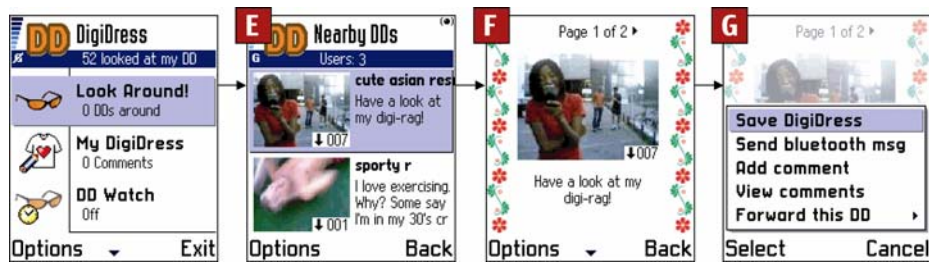 DD DigiDress
52 looked at my DD
Look Around!
0 DDs around
My DigiDress
0 Comments
DD Watch
Off
Options
Exit
E
DD Nearby DDs
G
Users: 3
cute asian res
Have a look at
my digi-rag!
007
sporty r
I love exercising.
Why? Some say
I'm in my 30's cr
001
Options
Back
F
Page 1 of 2
007
Have a look at my
digi-rag!
Options
Back
G
Page 1 of 2
Save DigiDress
Send bluetooth msg
Add comment
View comments
Forward this DD
Select
Cancel